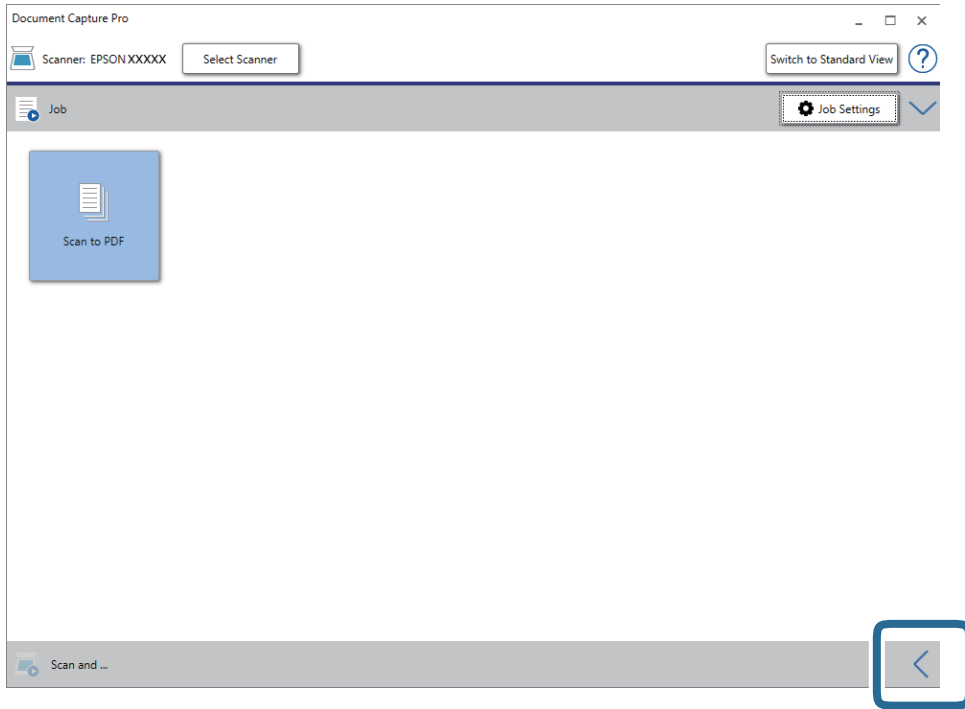 Document Capture Pro
Scanner: EPSON XXXXX
Select Scanner
Switch to Standard View
?
Job
Job Settings
Scan to PDF
Scan and ...